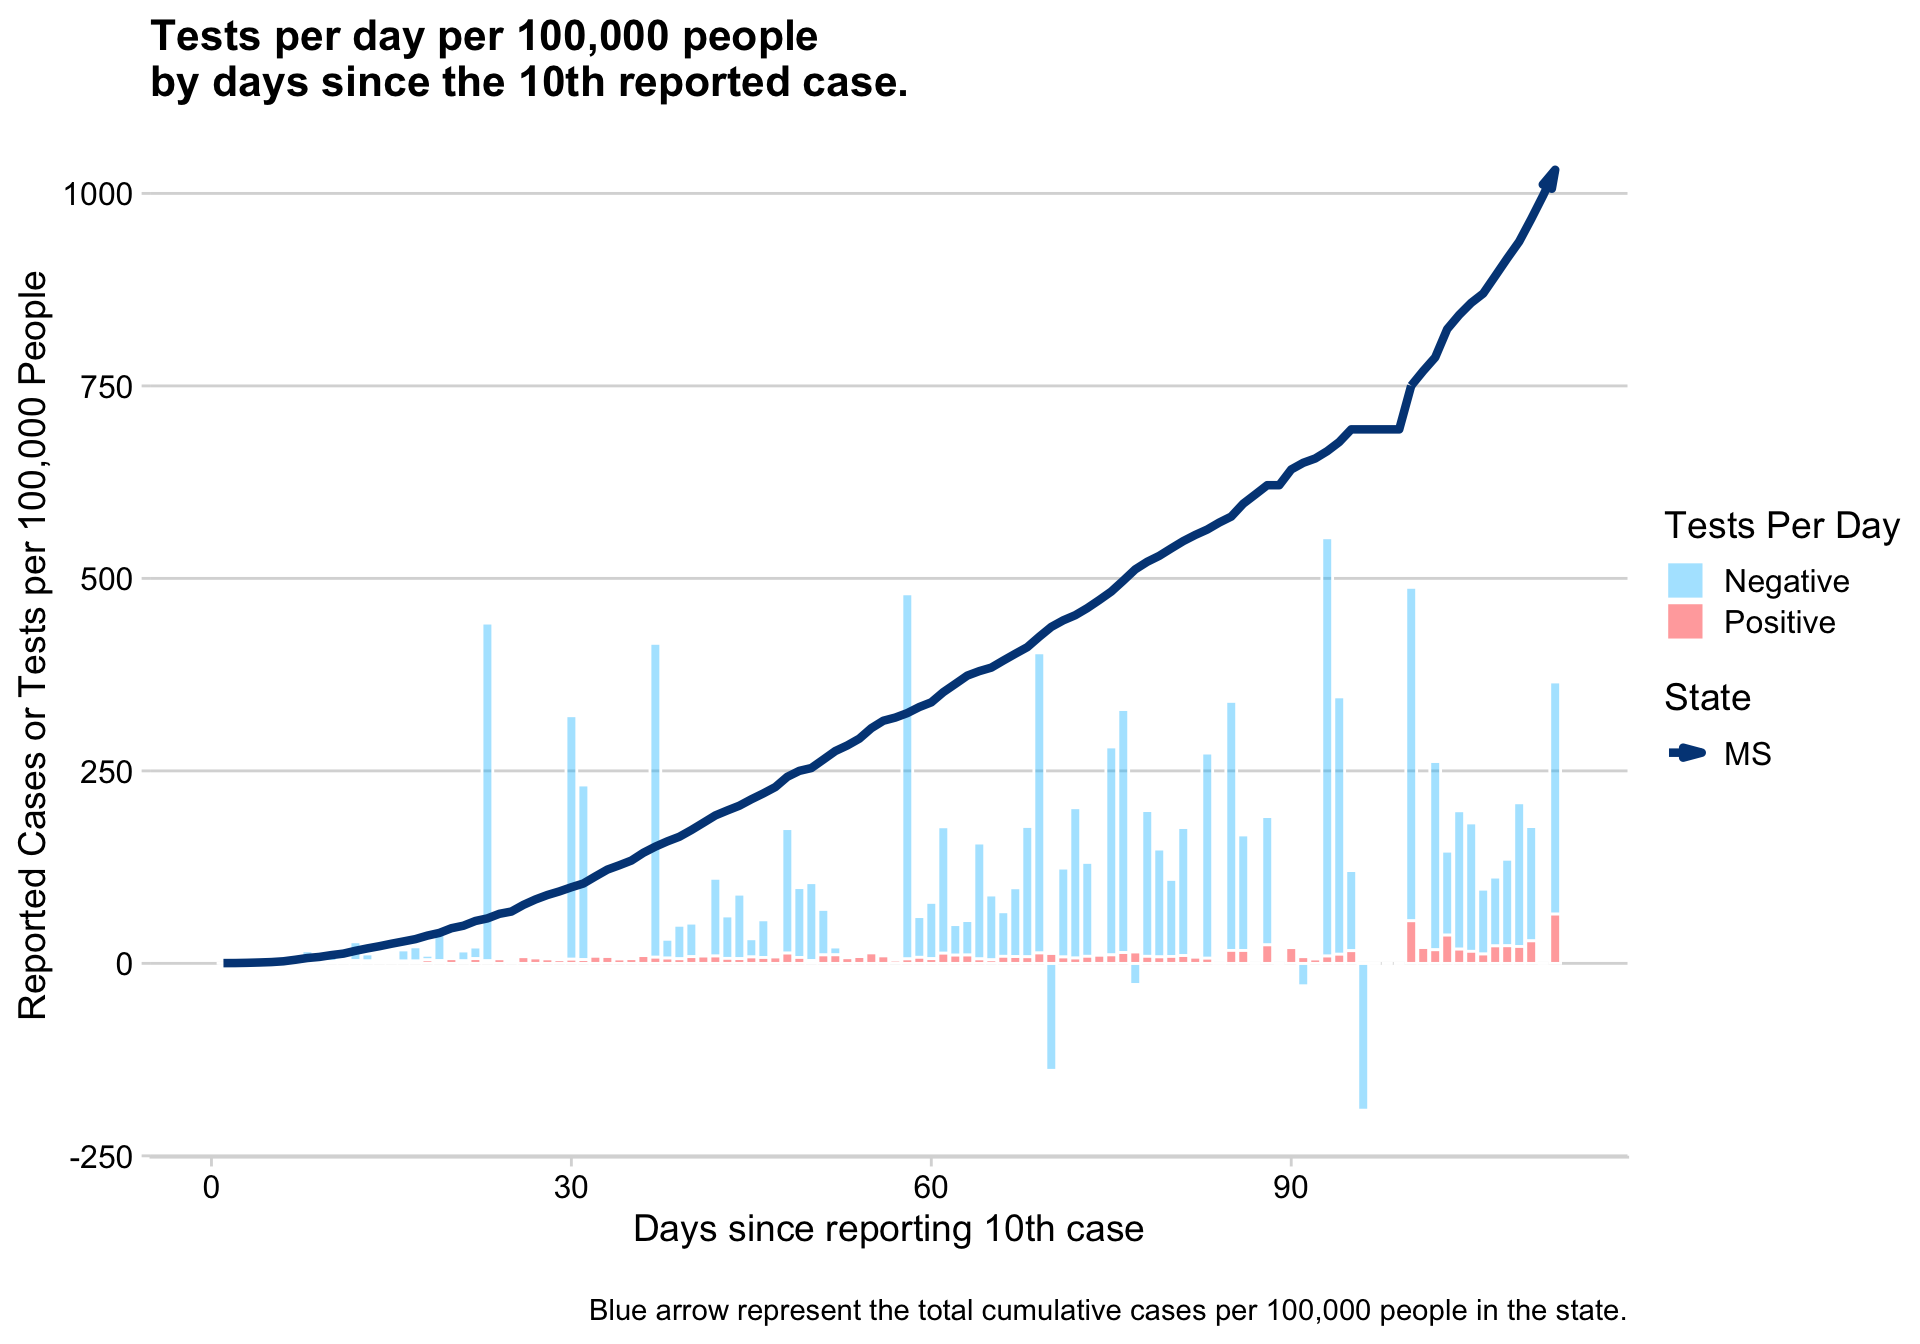 Tests per day per 100,000 people
by days since the 10th reported case.
Reported Cases or Tests per 100,000 People
1000
750
500
250
0
-250
0
30
60
90
Days since reporting 10th case
Tests Per Day
Negative
Positive
State
MS
Blue arrow represent the total cumulative cases per 100,000 people in the state.